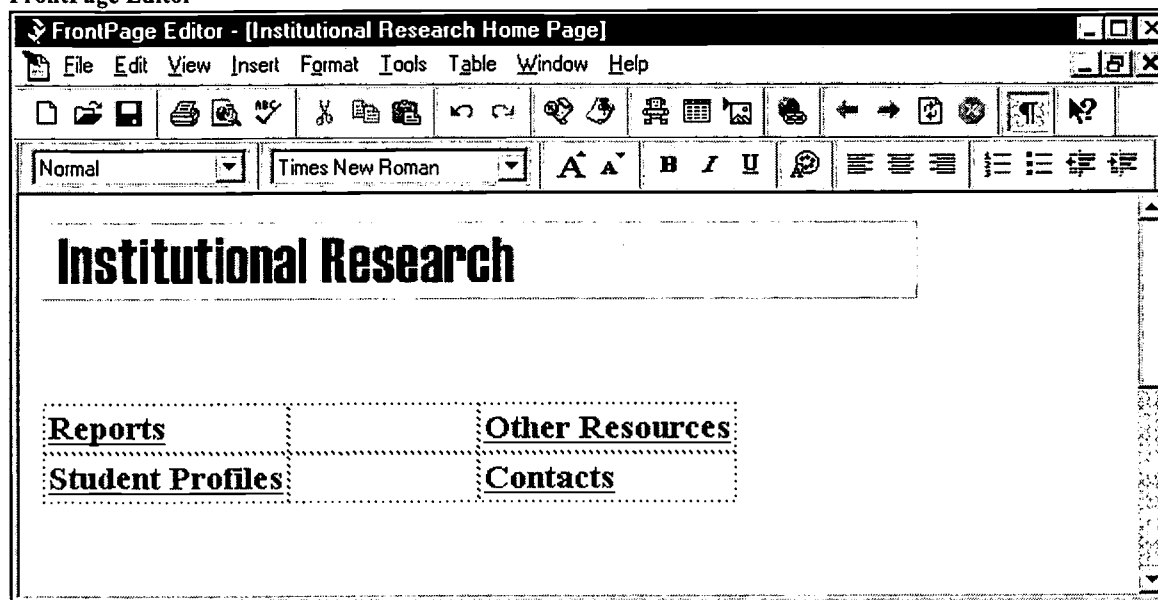 FrontPage Editor
FrontPage Editor - [Institutional Research Home Page]
File Edit View Insert Format Tools Table Window Help
Normal Times New Roman A A B I U
Institutional Research
Reports Other Resources
Student Profiles Contacts